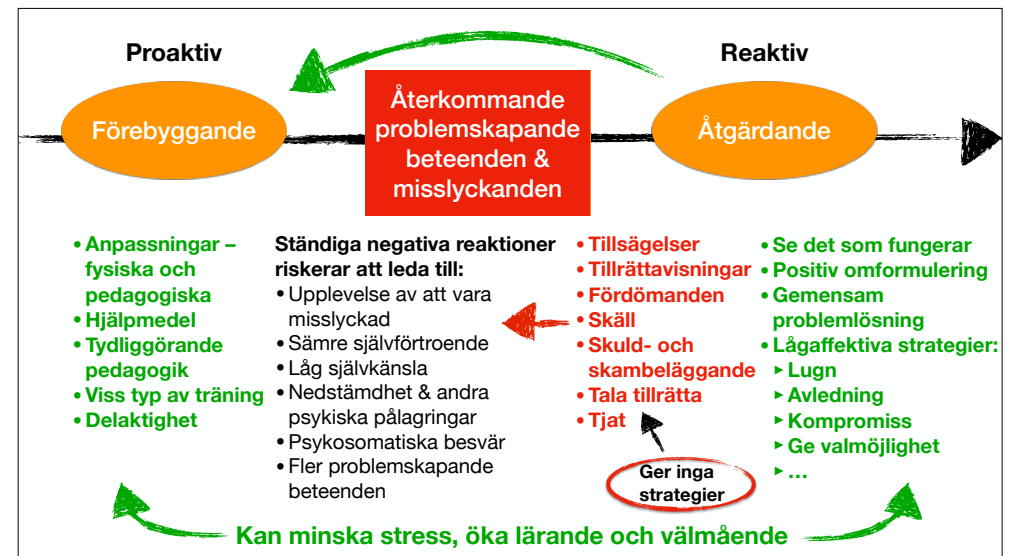 Proaktiv
Reaktiv
Förebyggande
Återkommande
problemskapande
beteenden &
misslyckanden
Åtgärdande
• Anpassningar –
fysiska och
pedagogiska
• Hjälpmedel
• Tydliggörande
pedagogik
• Viss typ av träning
• Delaktighet
Ständiga negativa reaktioner
riskerar att leda till:
• Upplevelse av att vara
misslyckad
• Sämre självförtroende
• Låg självkänsla
• Nedstämdhet & andra
psykiska pålagringar
• Psykosomatiska besvär
• Fler problemskapande
beteenden
• Tillsägelser
• Tillrättavisningar
• Fördömanden
• Skäll
• Skuld- och
skambeläggande
• Tala tillrätta
• Tjat
Ger inga
strategier
• Se det som fungerar
• Positiv omformulering
• Gemensam
problemlösning
• Lågaffektiva strategier:
▸ Lugn
▸ Avledning
▸ Kompromiss
▸ Ge valmöjlighet
▸ …
Kan minska stress, öka lärande och välmående